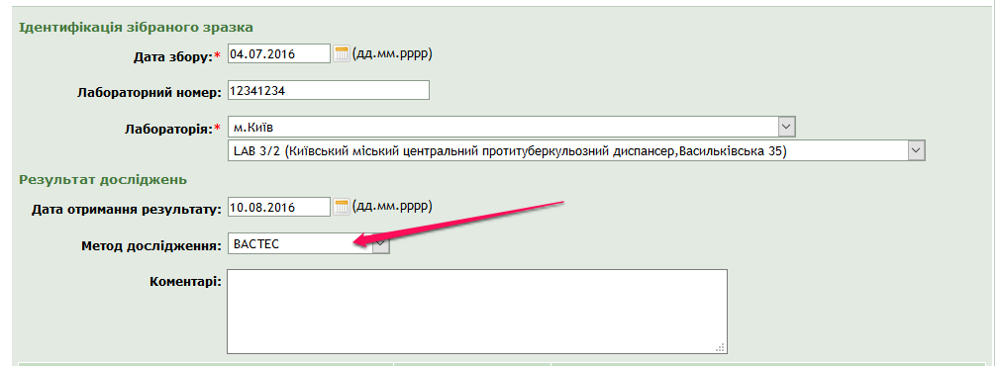 Ідентифікація зібраного зразка
Дата збору:* 04.07.2016 (дд.мм.рррр)
Лабораторний номер: 12341234
Лабораторія:* м.Київ
LAB 3/2 (Київський міський центральний протитуберкульозний диспансер,Васильківська 35)
Результат досліджень
Дата отримання результату: 10.08.2016 (дд.мм.рррр)
Метод дослідження: BACTEC
Коментарі: